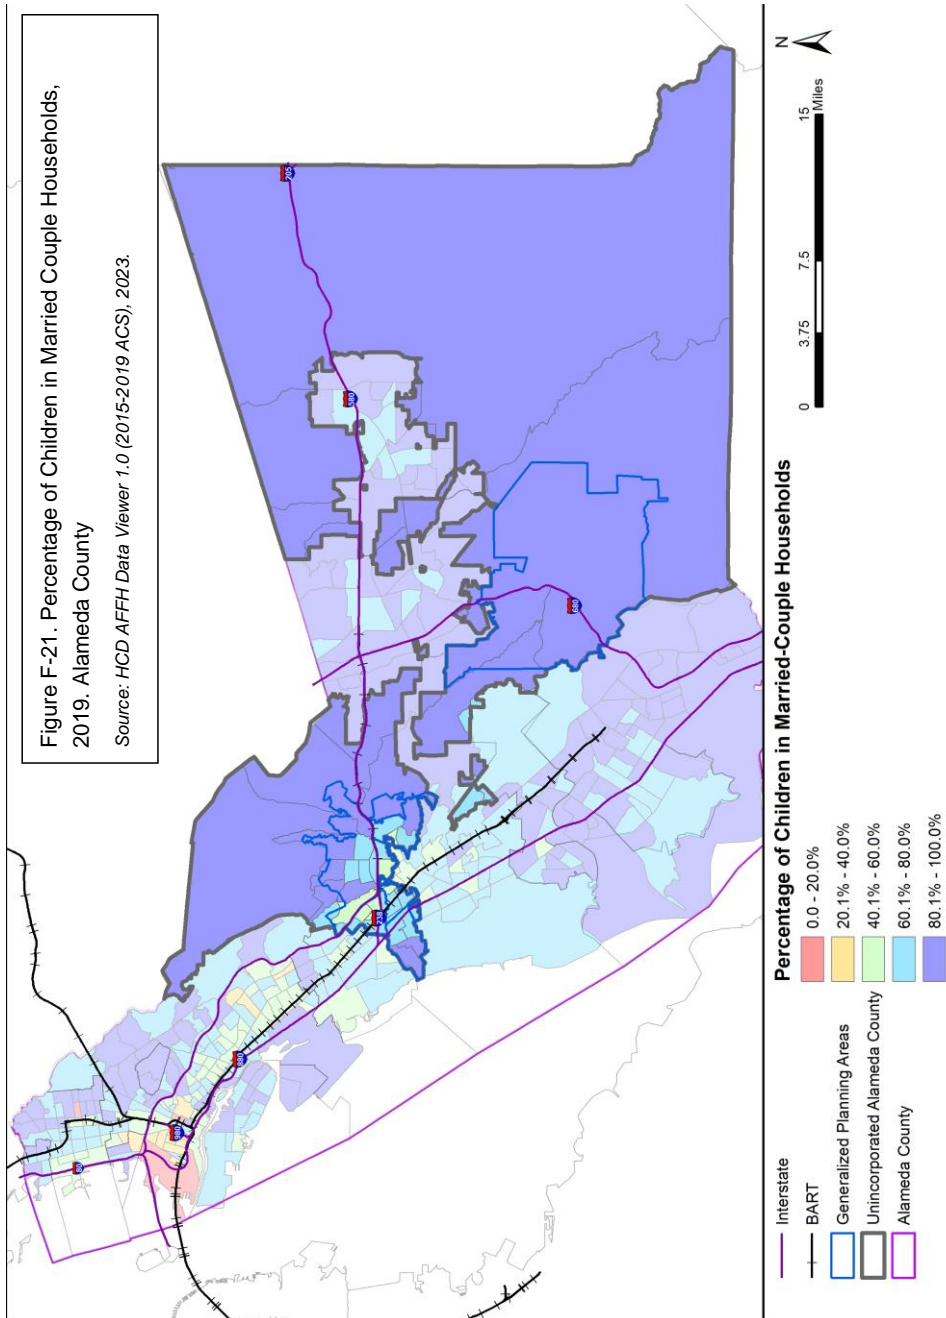 Figure F-21. Percentage of Children in Married Couple Households,
2019. Alameda County
Source: HCD AFFH Data Viewer 1.0 (2015-2019 ACS), 2023.
80
980
880
238
680
580
205
Interstate
BART
Generalized Planning Areas
Unincorporated Alameda County
Alameda County
Percentage of Children in Married-Couple Households
0.0 - 20.0%
20.1% - 40.0%
40.1% - 60.0%
60.1% - 80.0%
80.1% - 100.0%
0 3.75 7.5 15
Miles
N